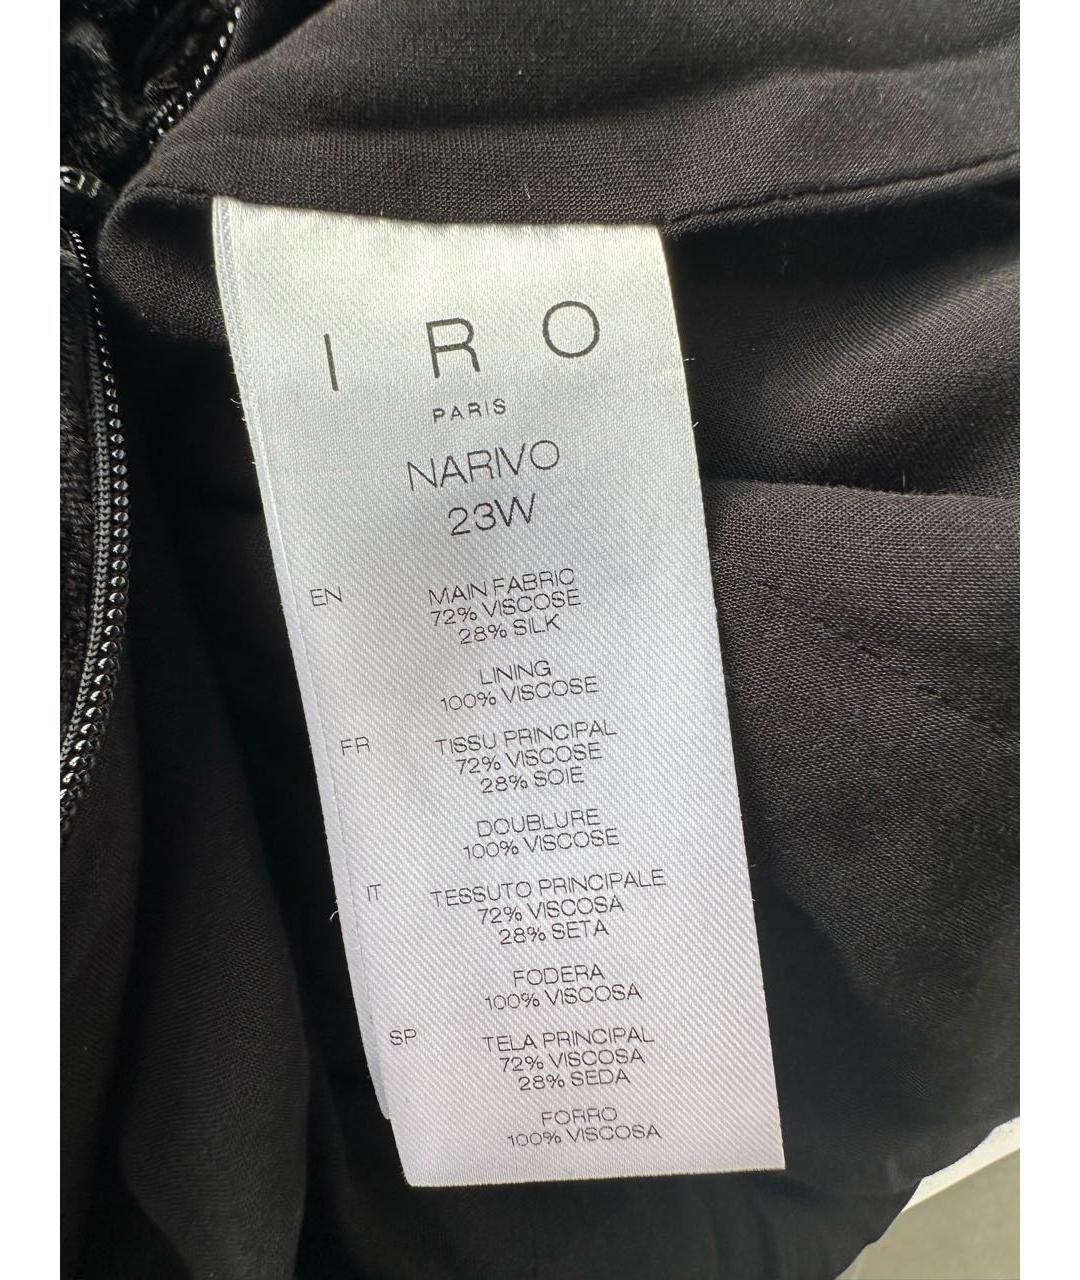 I R O
PARIS
NARIVO
23W
EN
MAIN FABRIC
72% VISCOSE
28% SILK
LINING
100% VISCOSE
FR
TISSU PRINCIPAL
72% VISCOSE
28% SOIE
DOUBLURE
100% VISCOSE
IT
TESSUTO PRINCIPALE
72% VISCOSA
28% SETA
FODERA
100% VISCOSA
SP
TELA PRINCIPAL
72% VISCOSA
28% SEDA
FORRO
100% VISCOSA